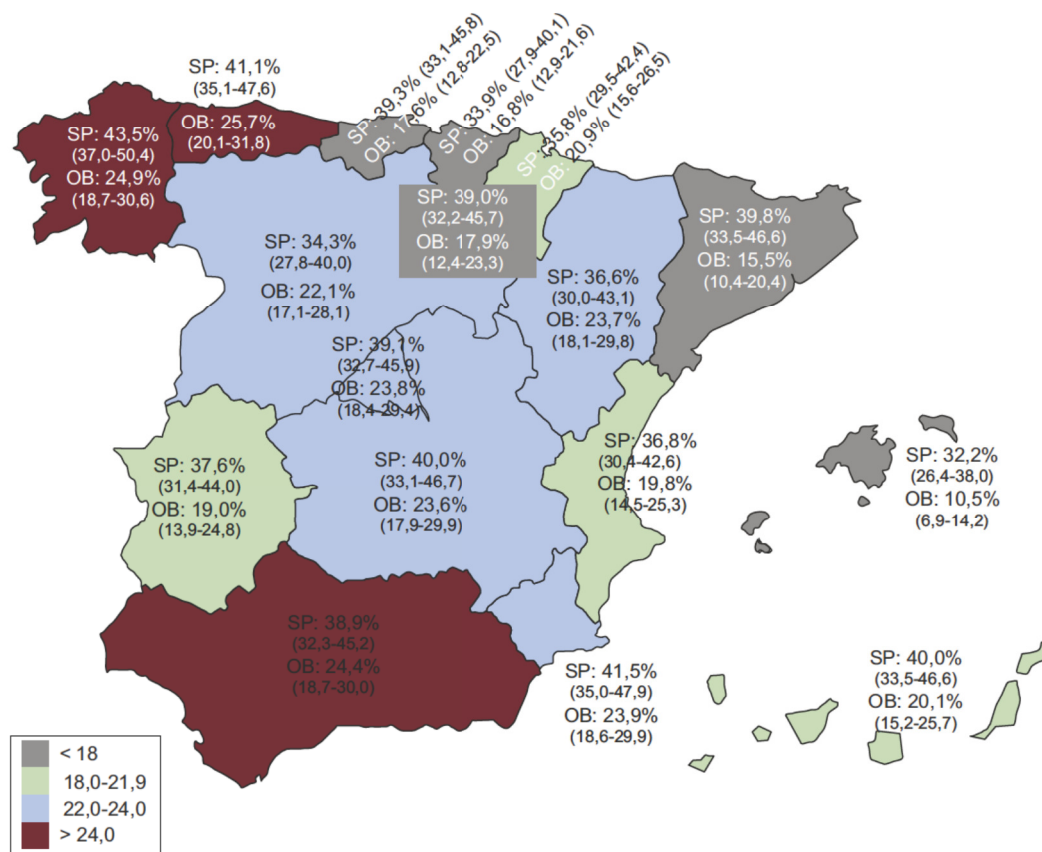 SP: 41,1%
(35,1-47,6)
OB: 25,7%
(20,1-31,8)
SP: 43,5%
(37,0-50,4)
OB: 24,9%
(18,7-30,6)
SP: 39,3% (33,1-45,8)
OB: 17,6% (12,8-22,5)
SP: 33,9% (27,9-40,1)
OB: 16,8% (12,9-21,6)
SP: 35,8% (29,5-42,4)
OB: 20,9% (15,6-26,5)
SP: 39,0%
(32,2-45,7)
OB: 17,9%
(12,4-23,3)
SP: 39,8%
(33,5-46,6)
OB: 15,5%
(10,4-20,4)
SP: 34,3%
(27,8-40,0)
OB: 22,1%
(17,1-28,1)
SP: 36,6%
(30,0-43,1)
OB: 23,7%
(18,1-29,8)
SP: 39,1%
(32,7-45,9)
OB: 23,8%
(18,4-29,4)
SP: 37,6%
(31,4-44,0)
OB: 19,0%
(13,9-24,8)
SP: 40,0%
(33,1-46,7)
OB: 23,6%
(17,9-29,9)
SP: 36,8%
(30,4-42,6)
OB: 19,8%
(14,5-25,3)
SP: 32,2%
(26,4-38,0)
OB: 10,5%
(6,9-14,2)
SP: 38,9%
(32,3-45,2)
OB: 24,4%
(18,7-30,0)
SP: 41,5%
(35,0-47,9)
OB: 23,9%
(18,6-29,9)
SP: 40,0%
(33,5-46,6)
OB: 20,1%
(15,2-25,7)
< 18
18,0-21,9
22,0-24,0
> 24,0